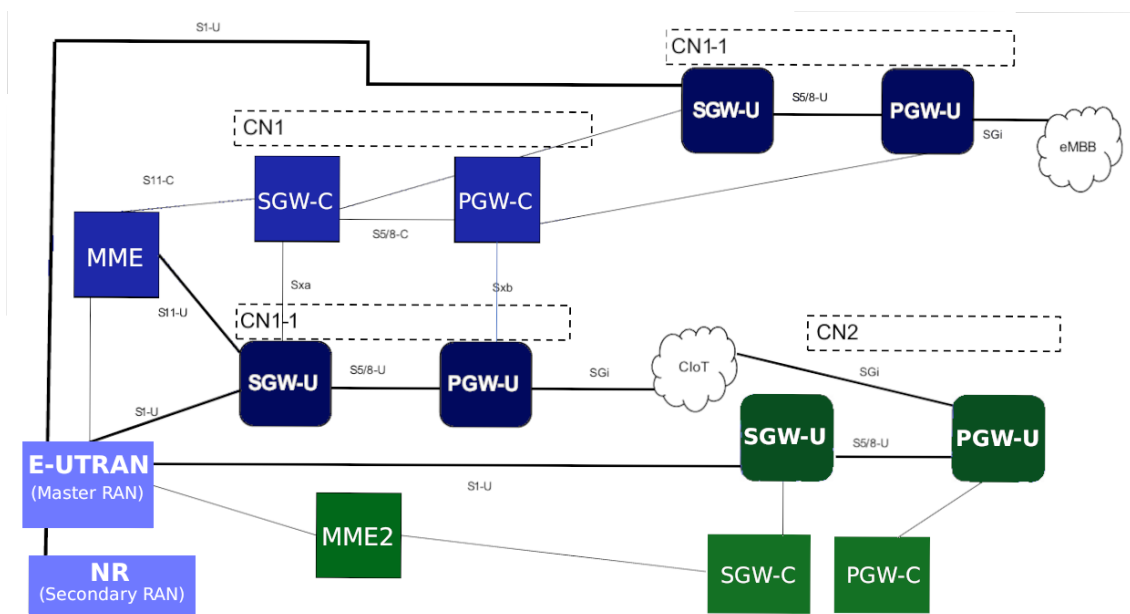 S1-U
CN1-1
SGW-U
S5/8-U
PGW-U
SGi
eMBB
CN1
S11-C
SGW-C
PGW-C
S5/8-C
MME
Sxa
Sxb
S11-U
CN1-1
CN2
SGW-U
S5/8-U
PGW-U
SGi
CIoT
SGi
S1-U
SGW-U
S5/8-U
PGW-U
E-UTRAN
(Master RAN)
S1-U
MME2
NR
(Secondary RAN)
SGW-C
PGW-C